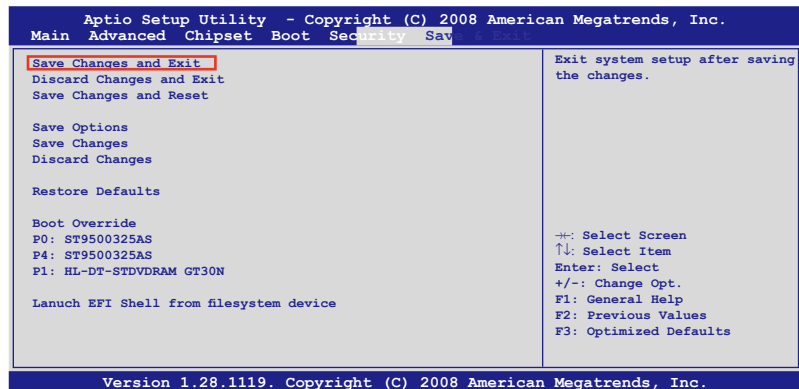 Aptio Setup Utility - Copyright (C) 2008 American Megatrends, Inc.
Main Advanced Chipset Boot Security Save & Exit
Save Changes and Exit
Discard Changes and Exit
Save Changes and Reset
Save Options
Save Changes
Discard Changes
Restore Defaults
Boot Override
P0: ST9500325AS
P4: ST9500325AS
P1: HL-DT-STDVDRAM GT30N
Lanuch EFI Shell from filesystem device
Exit system setup after saving
the changes.
→←: Select Screen
↑↓: Select Item
Enter: Select
+/-: Change Opt.
F1: General Help
F2: Previous Values
F3: Optimized Defaults
Version 1.28.1119. Copyright (C) 2008 American Megatrends, Inc.